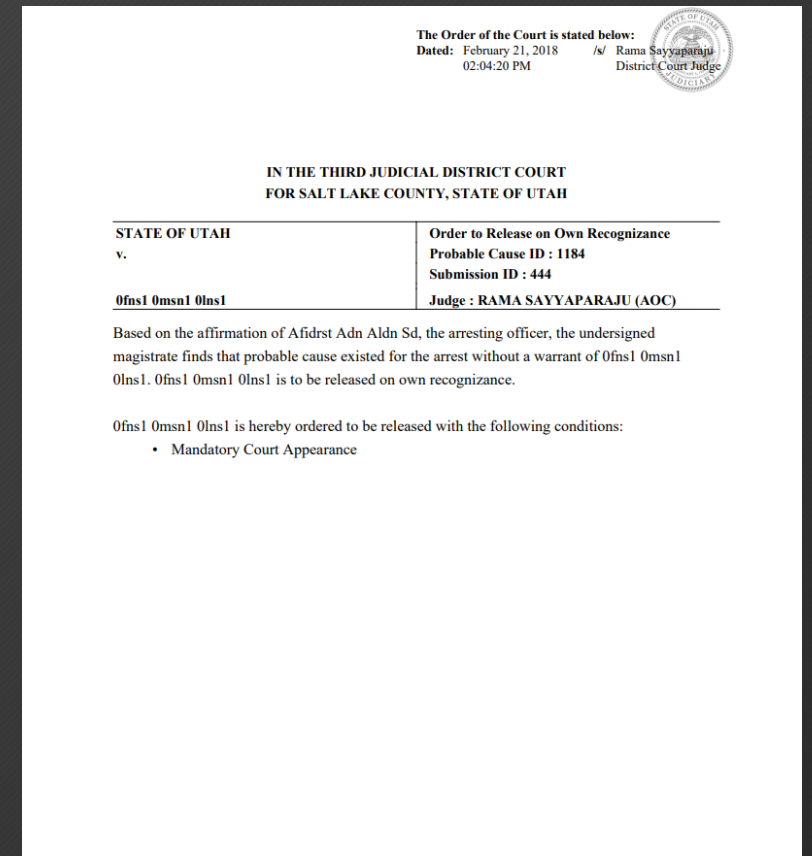 The Order of the Court is stated below:
Dated: February 21, 2018 /s/ Rama Sayyaparaju
02:04:20 PM District Court Judge
STATE OF UTAH
JUDICIARY
IN THE THIRD JUDICIAL DISTRICT COURT
FOR SALT LAKE COUNTY, STATE OF UTAH
STATE OF UTAH
v.
0fns1 0msn1 0lns1
Order to Release on Own Recognizance
Probable Cause ID : 1184
Submission ID : 444
Judge : RAMA SAYYAPARAJU (AOC)
Based on the affirmation of Afidrst Adn Aldn Sd, the arresting officer, the undersigned
magistrate finds that probable cause existed for the arrest without a warrant of 0fns1 0msn1
0lns1. 0fns1 0msn1 0lns1 is to be released on own recognizance.
0fns1 0msn1 0lns1 is hereby ordered to be released with the following conditions:
• Mandatory Court Appearance